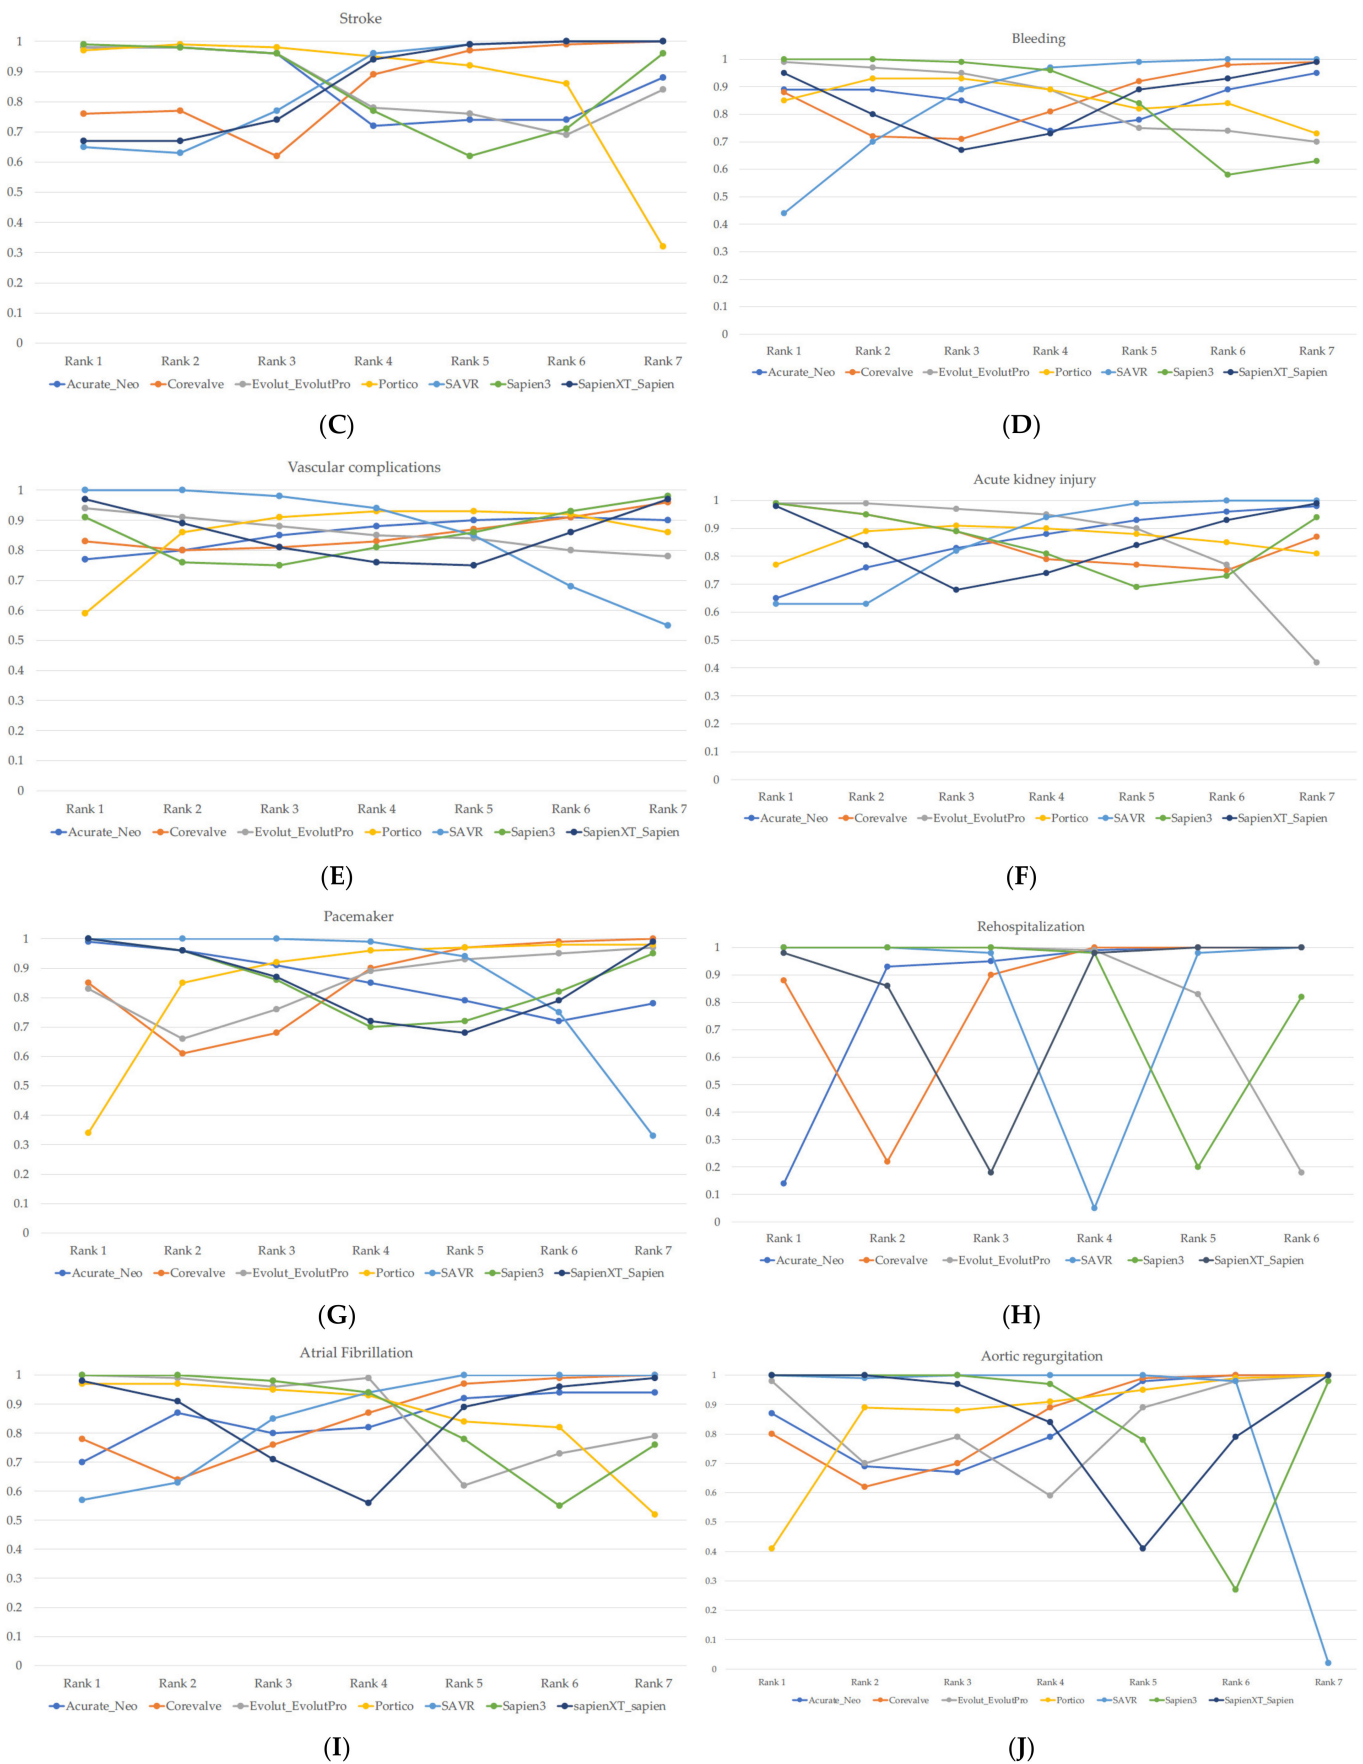 Stroke
1
0.9
0.8
0.7
0.6
0.5
0.4
0.3
0.2
0.1
0
Rank 1 Rank 2 Rank 3 Rank 4 Rank 5 Rank 6 Rank 7
Acurate_Neo Corevalve Evolut_EvolutPro Portico SAVR Sapien3 SapienXT_Sapien
(C)
Bleeding
1
0.9
0.8
0.7
0.6
0.5
0.4
0.3
0.2
0.1
0
Rank 1 Rank 2 Rank 3 Rank 4 Rank 5 Rank 6 Rank 7
Acurate_Neo Corevalve Evolut_EvolutPro Portico SAVR Sapien3 SapienXT_Sapien
(D)
Vascular complications
1
0.9
0.8
0.7
0.6
0.5
0.4
0.3
0.2
0.1
0
Rank 1 Rank 2 Rank 3 Rank 4 Rank 5 Rank 6 Rank 7
Acurate_Neo Corevalve Evolut_EvolutPro Portico SAVR Sapien3 SapienXT_Sapien
(E)
Acute kidney injury
1
0.9
0.8
0.7
0.6
0.5
0.4
0.3
0.2
0.1
0
Rank 1 Rank 2 Rank 3 Rank 4 Rank 5 Rank 6 Rank 7
Acurate_Neo Corevalve Evolut_EvolutPro Portico SAVR Sapien3 SapienXT_Sapien
(F)
Pacemaker
1
0.9
0.8
0.7
0.6
0.5
0.4
0.3
0.2
0.1
0
Rank 1 Rank 2 Rank 3 Rank 4 Rank 5 Rank 6 Rank 7
Acurate_Neo Corevalve Evolut_EvolutPro Portico SAVR Sapien3 SapienXT_Sapien
(G)
Rehospitalization
1
0.9
0.8
0.7
0.6
0.5
0.4
0.3
0.2
0.1
0
Rank 1 Rank 2 Rank 3 Rank 4 Rank 5 Rank 6
Acurate_Neo Corevalve Evolut_EvolutPro SAVR Sapien3 SapienXT_Sapien
(H)
Atrial Fibrillation
1
0.9
0.8
0.7
0.6
0.5
0.4
0.3
0.2
0.1
0
Rank 1 Rank 2 Rank 3 Rank 4 Rank 5 Rank 6 Rank 7
Acurate_Neo Corevalve Evolut_EvolutPro Portico SAVR Sapien3 sapienXT_sapien
(I)
Aortic regurgitation
1
0.9
0.8
0.7
0.6
0.5
0.4
0.3
0.2
0.1
0
Rank 1 Rank 2 Rank 3 Rank 4 Rank 5 Rank 6 Rank 7
Acurate_Neo Corevalve Evolut_EvolutPro Portico SAVR Sapien3 SapienXT_Sapien
(J)